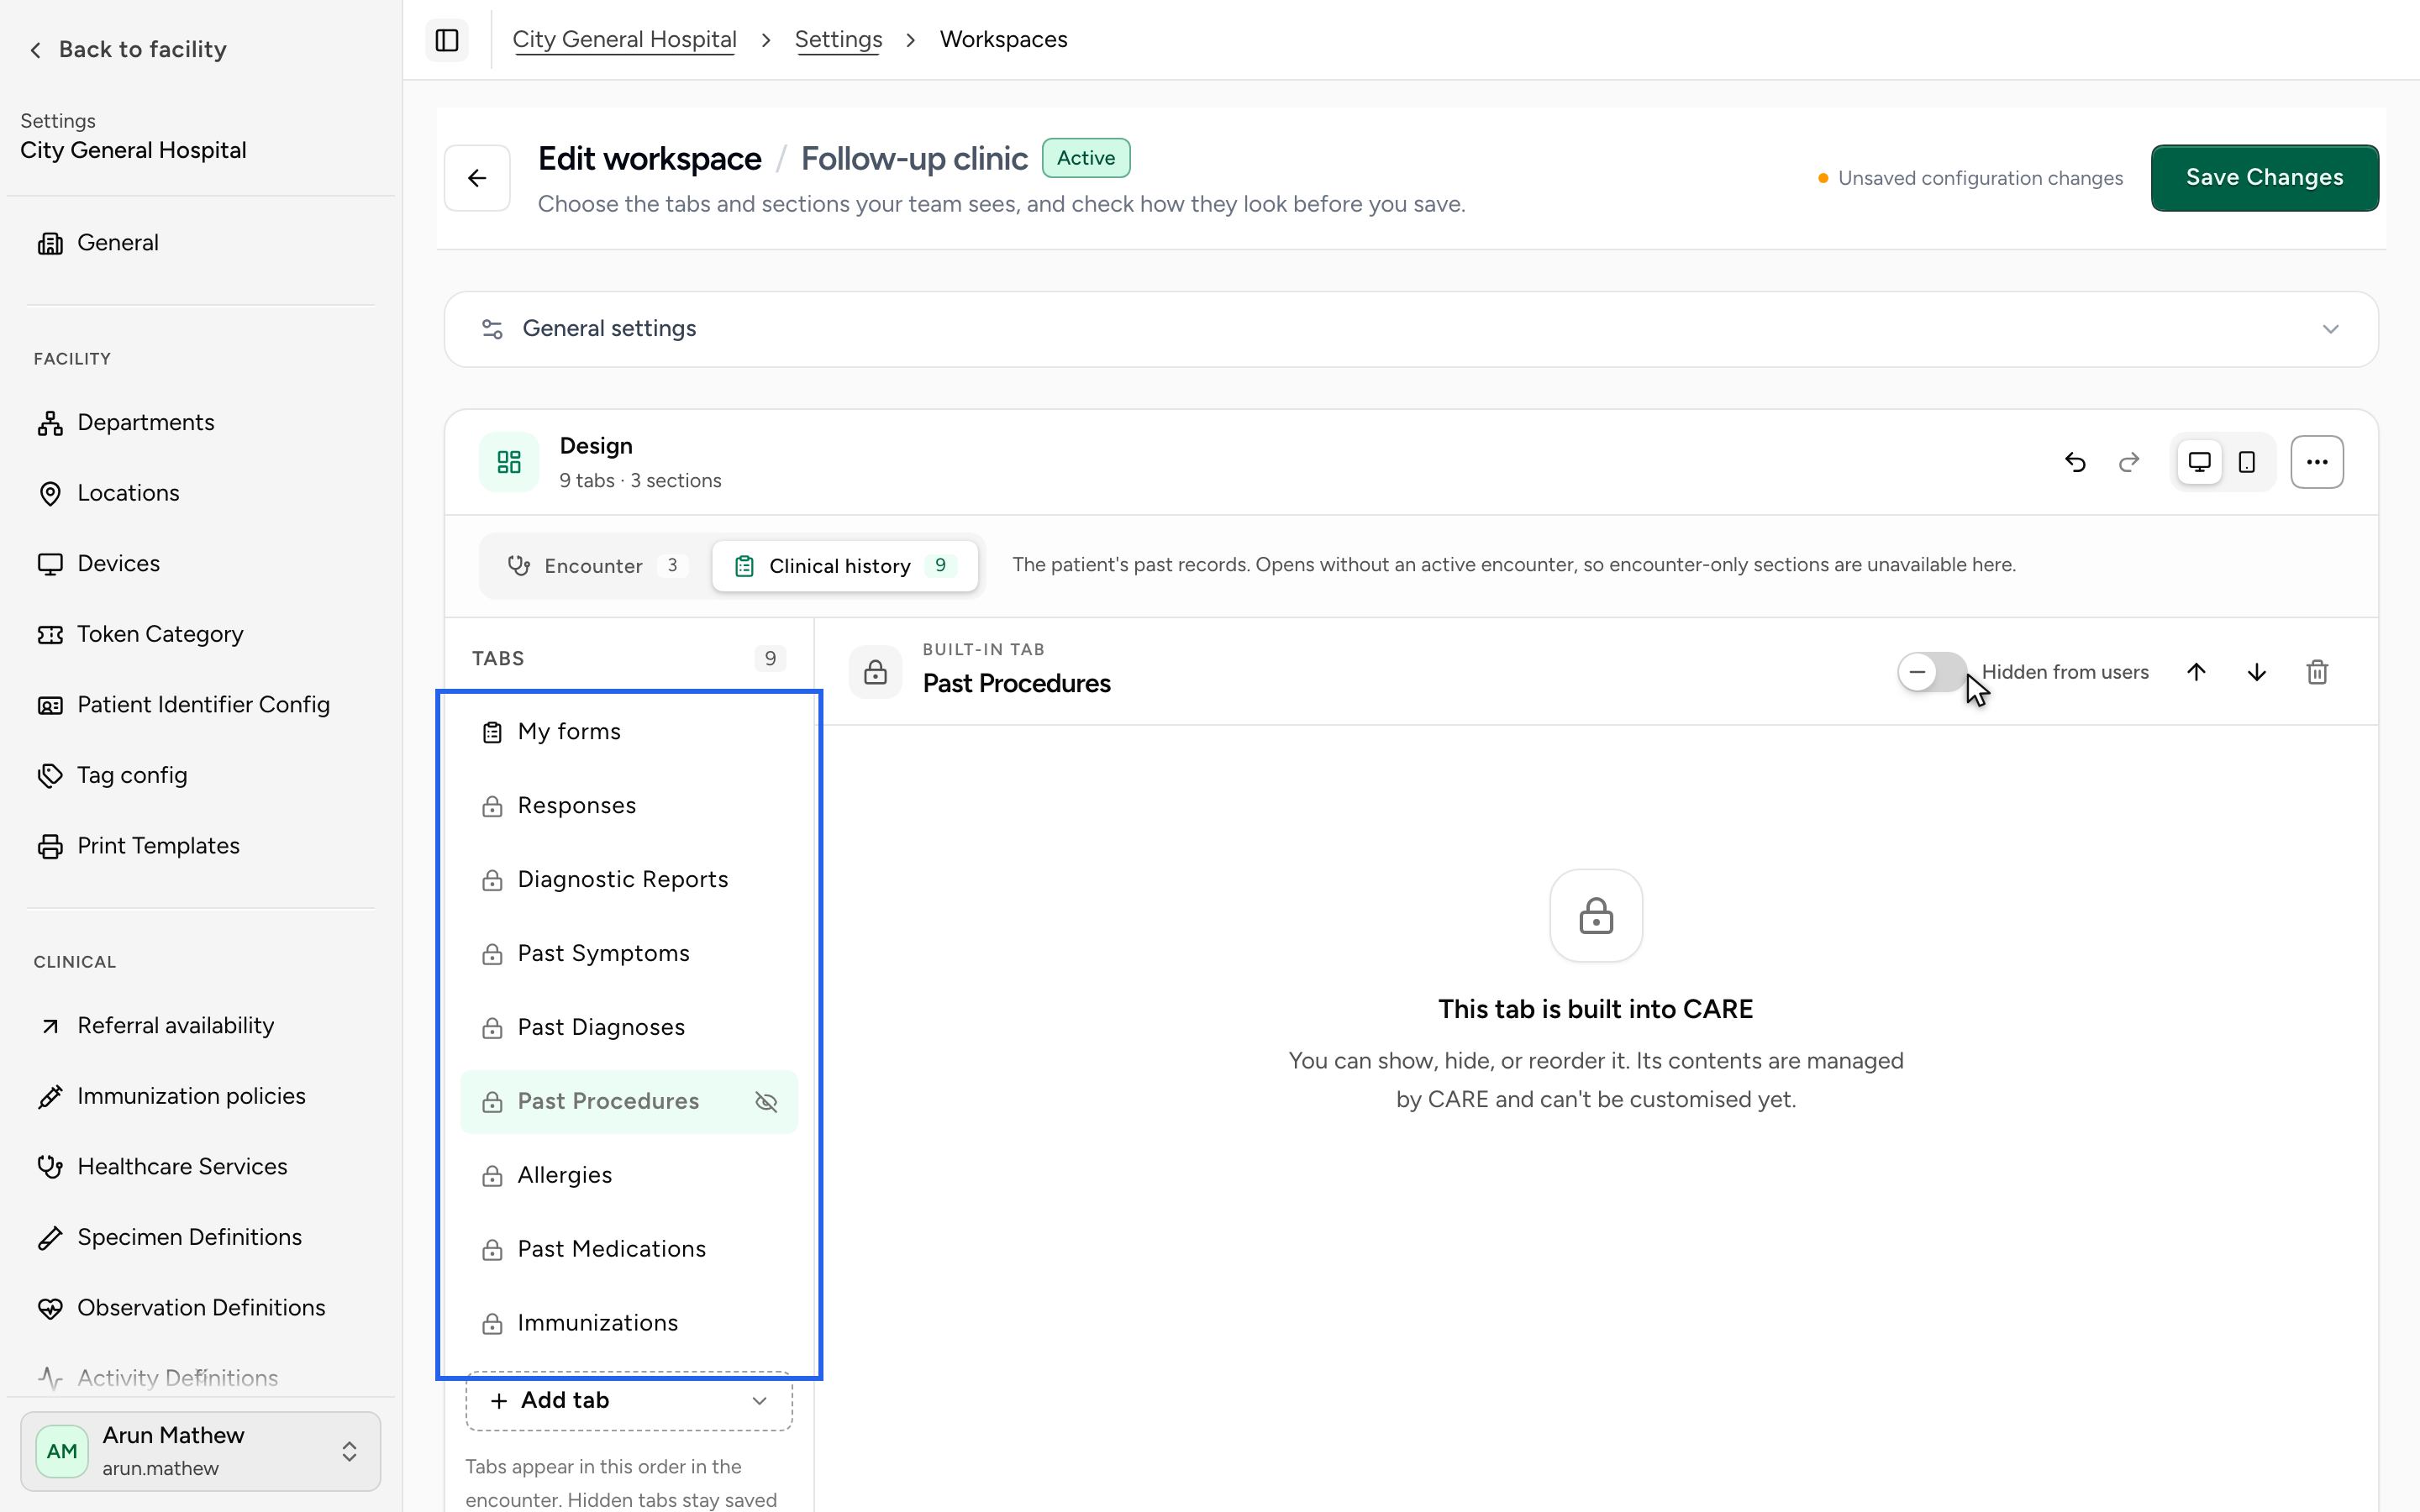 Back to facility
Settings
City General Hospital
General
FACILITY
Departments
Locations
Devices
Token Category
Patient Identifier Config
Tag config
Print Templates
CLINICAL
Referral availability
Immunization policies
Healthcare Services
Specimen Definitions
Observation Definitions
Activity Definitions
AM
Arun Mathew
arun.mathew
City General Hospital > Settings > Workspaces
Edit workspace / Follow-up clinic Active
Choose the tabs and sections your team sees, and check how they look before you save.
Unsaved configuration changes
Save Changes
General settings
Design
9 tabs · 3 sections
Encounter 3
Clinical history 9
The patient's past records. Opens without an active encounter, so encounter-only sections are unavailable here.
TABS 9
My forms
Responses
Diagnostic Reports
Past Symptoms
Past Diagnoses
Past Procedures
Allergies
Past Medications
Immunizations
+ Add tab
Tabs appear in this order in the
encounter. Hidden tabs stay saved
BUILT-IN TAB
Past Procedures
Hidden from users
This tab is built into CARE
You can show, hide, or reorder it. Its contents are managed
by CARE and can't be customised yet.